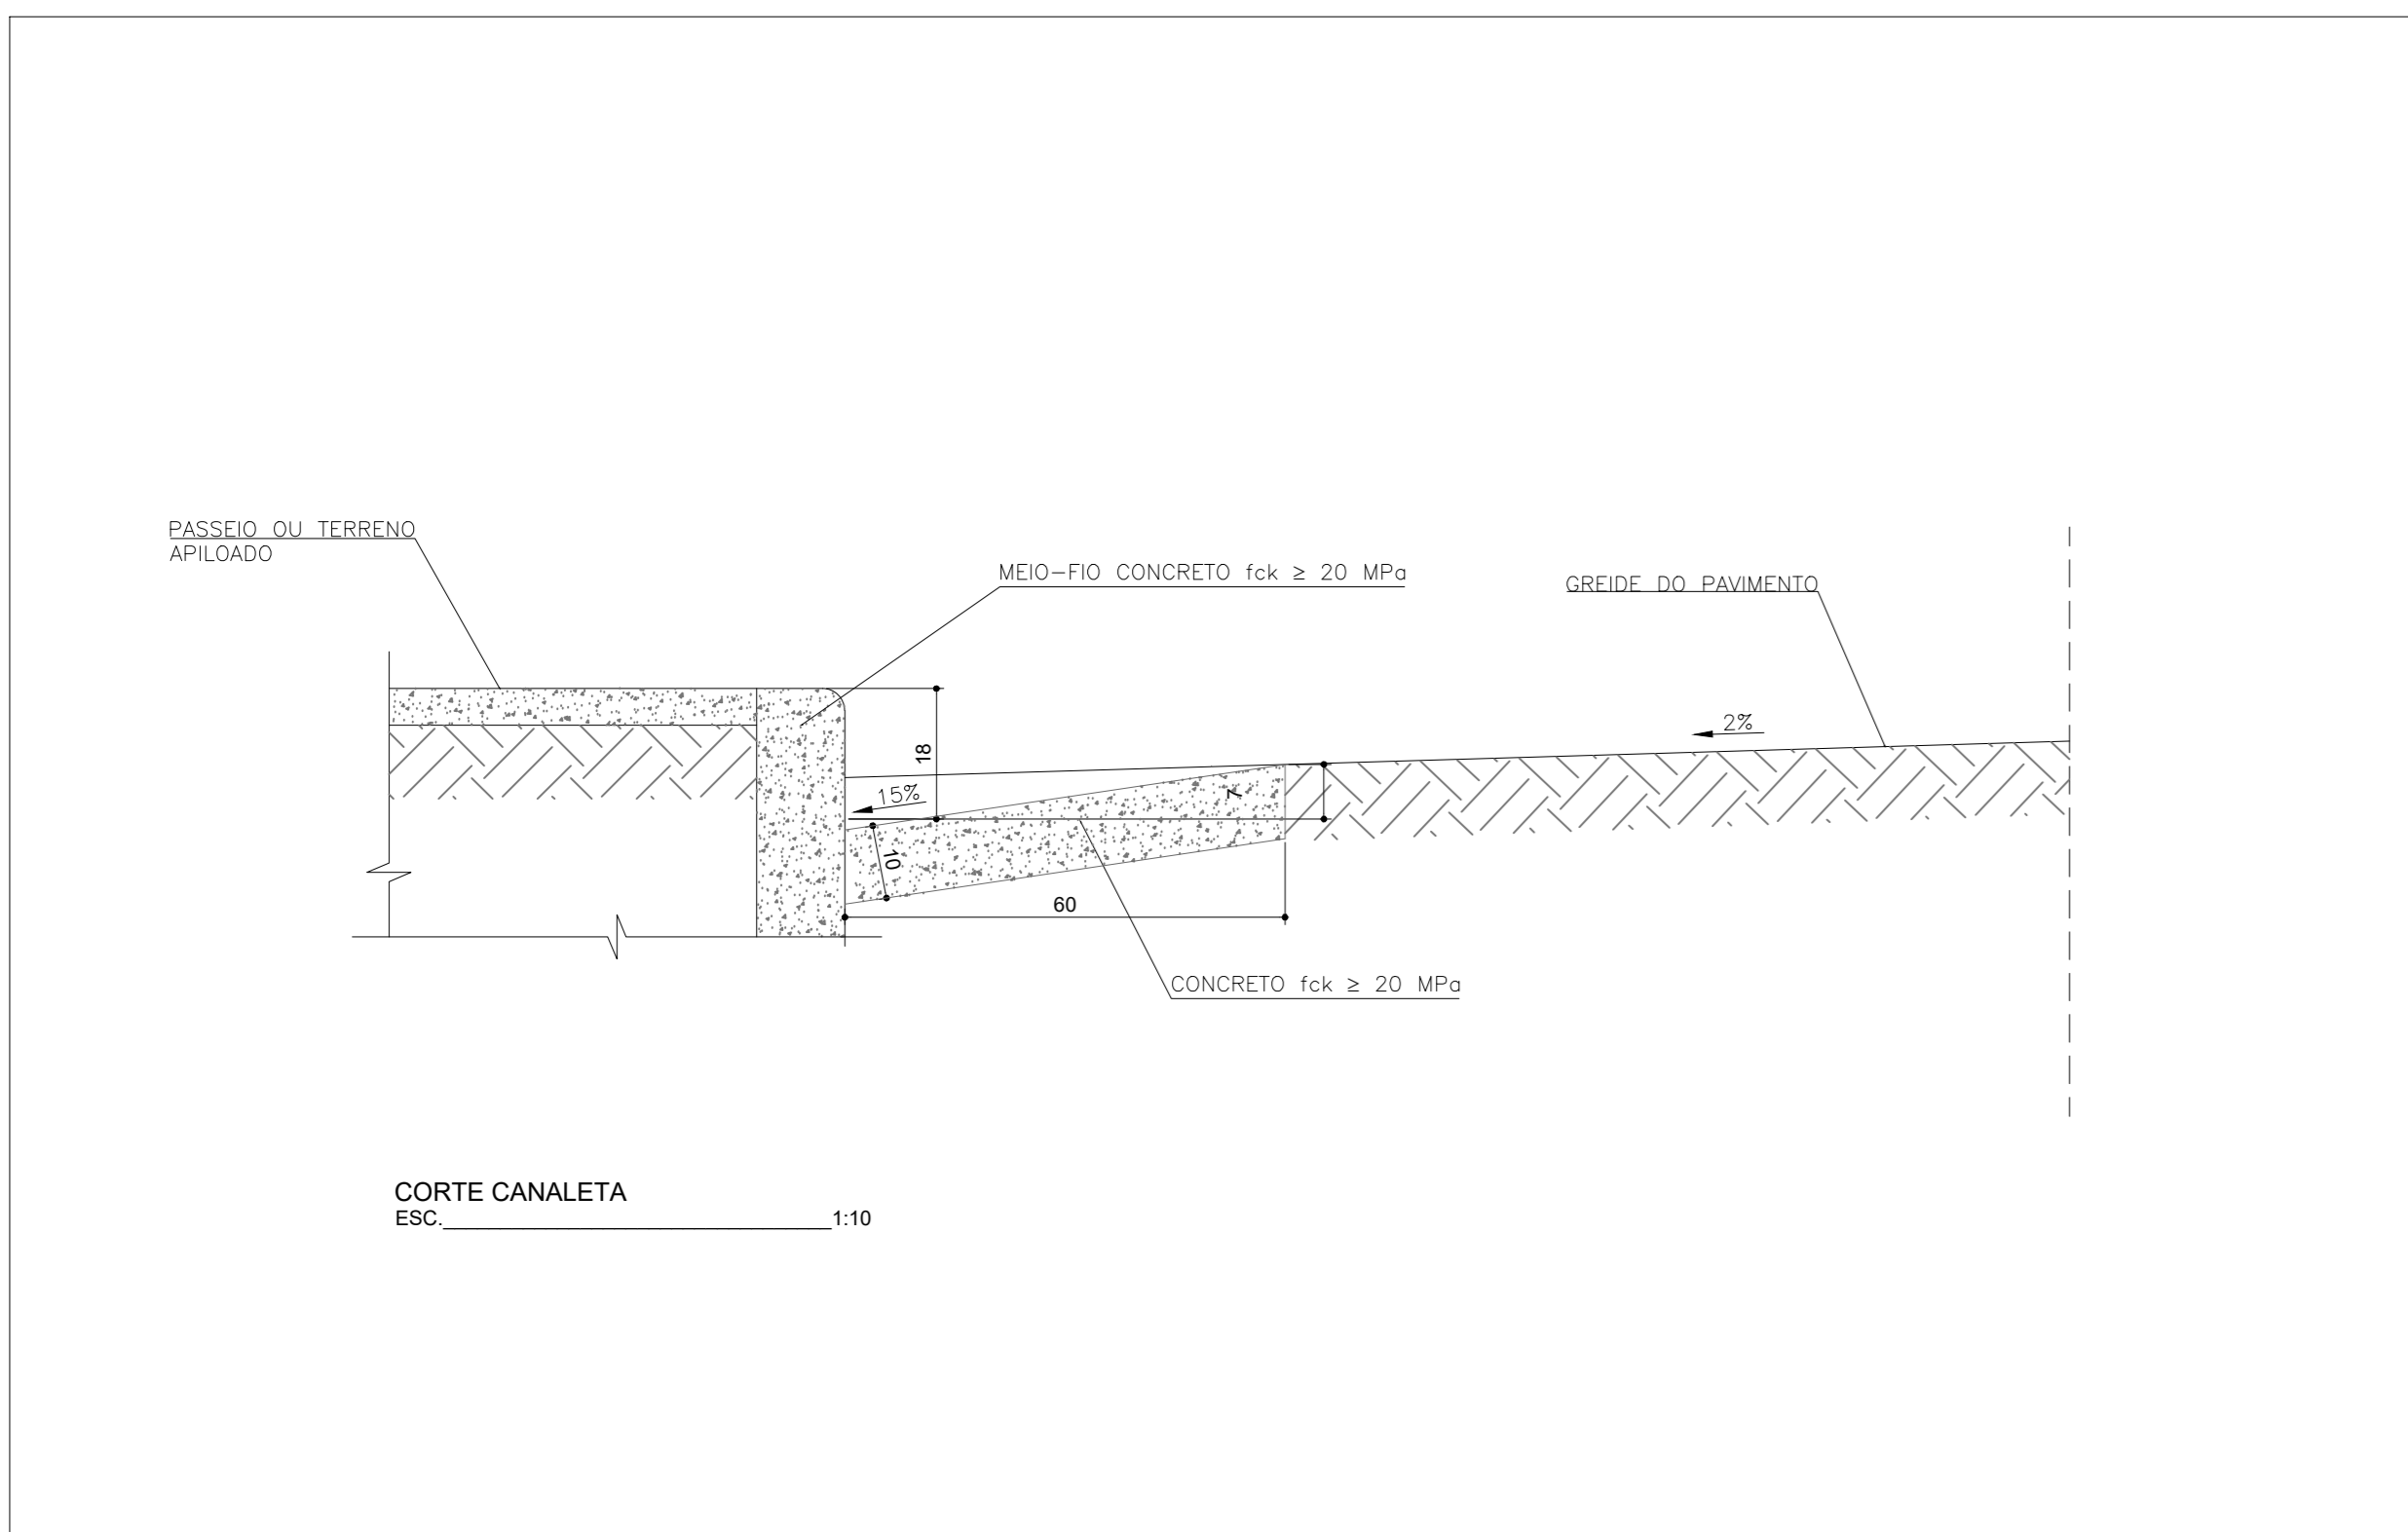 PASSEIO OU TERRENO
APILOADO
MEIO-FIO CONCRETO fck ≥ 20 MPa
GREIDE DO PAVIMENTO
2%
18
15%
7
10
60
CONCRETO fck ≥ 20 MPa
CORTE CANALETA
ESC.__________________________________1:10